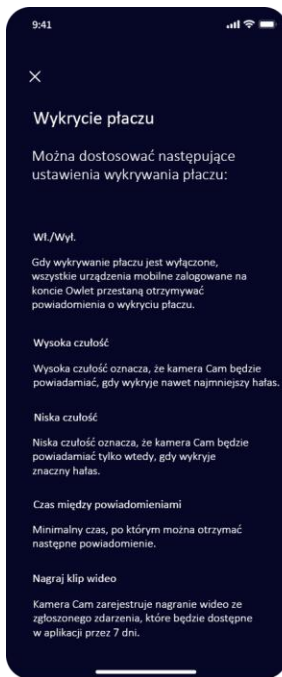 9:41
Wykrycie płaczu
Można dostosować następujące
ustawienia wykrywania płaczu:
Wł./Wył.
Gdy wykrywanie płaczu jest wyłączone,
wszystkie urządzenia mobilne zalogowane na
koncie Owlet przestaną otrzymywać
powiadomienia o wykryciu płaczu.
Wysoka czułość
Wysoka czułość oznacza, że kamera Cam będzie
powiadamiać, gdy wykryje nawet najmniejszy hałas.
Niska czułość
Niska czułość oznacza, że kamera Cam będzie
powiadamiać tylko wtedy, gdy wykryje
znaczny hałas.
Czas między powiadomieniami
Minimalny czas, po którym można otrzymać
następne powiadomienie.
Nagraj klip wideo
Kamera Cam zarejestruje nagranie wideo ze
zgłoszonego zdarzenia, które będzie dostępne
w aplikacji przez 7 dni.